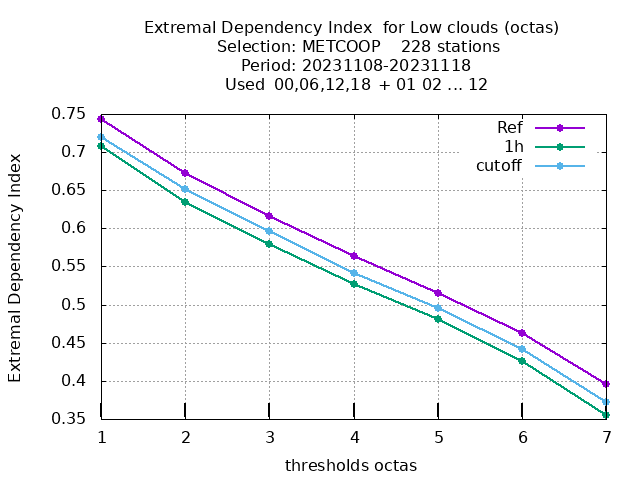 Extremal Dependency Index  for Low clouds (octas)
Selection: METCOOP    228 stations
Period: 20231108-20231118
Used  00,06,12,18 + 01 02 ... 12
Extremal Dependency Index
0.75
0.7
0.65
0.6
0.55
0.5
0.45
0.4
0.35
Ref
1h
cutoff
1 2 3 4 5 6 7
thresholds octas